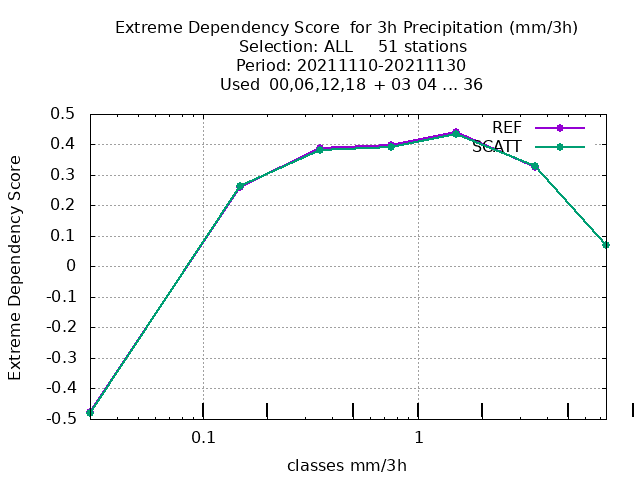 Extreme Dependency Score  for 3h Precipitation (mm/3h)
Selection: ALL     51 stations
Period: 20211110-20211130
Used  00,06,12,18  + 03 04 ... 36
0.5
REF
0.4
SCATT
0.3
0.2
0.1
0
-0.1
-0.2
-0.3
-0.4
-0.5
Extreme Dependency Score
0.1
1
classes mm/3h